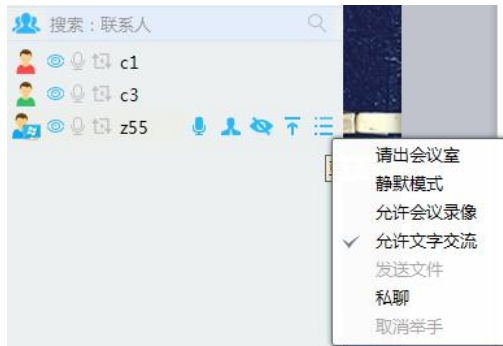 搜索：联系人
c1
c3
z55
请出会议室
静默模式
允许会议录像
允许文字交流
发送文件
私聊
取消举手